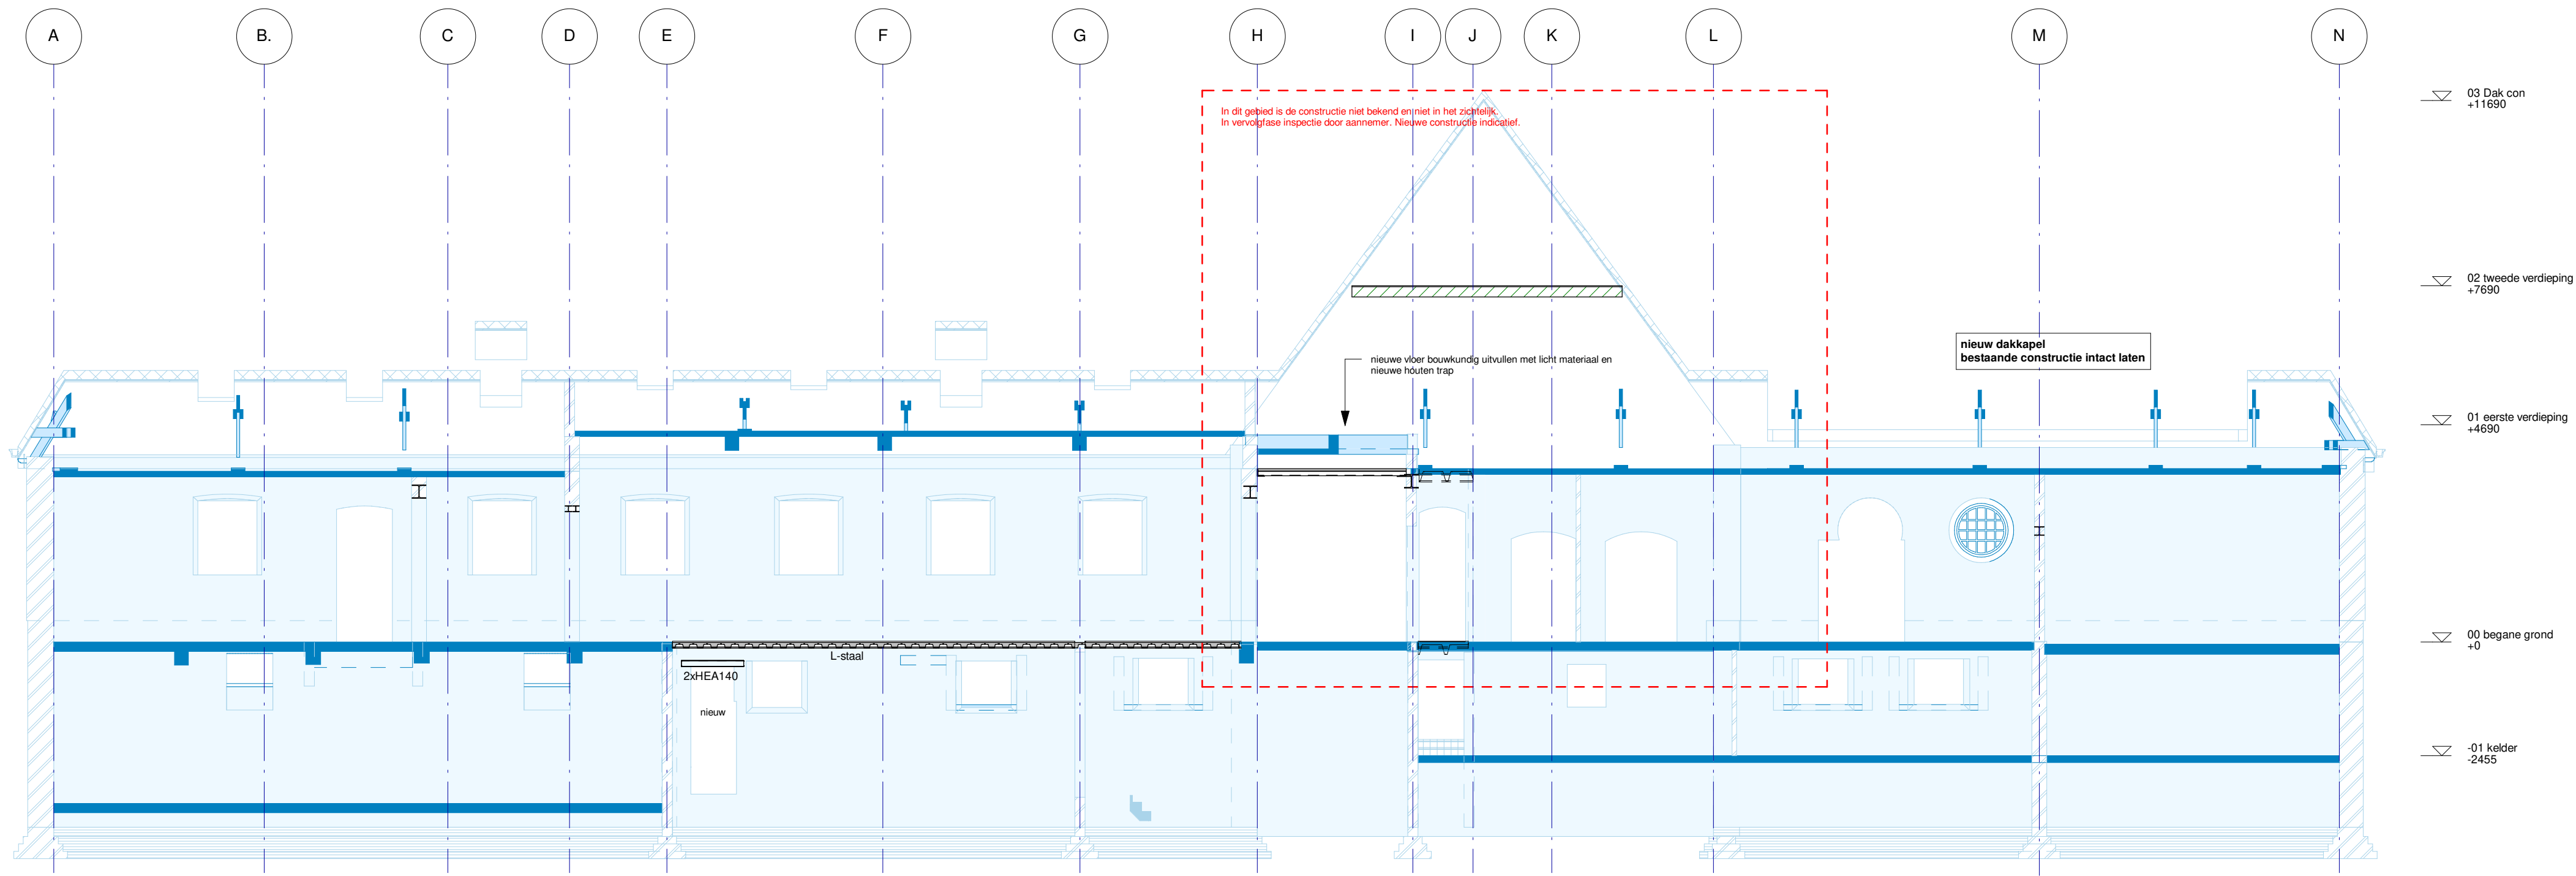 A
B.
C
D
E
F
G
H
I
J
K
L
M
N
03 Dak con
+11690
In dit gebied is de constructie niet bekend en niet in het zichtelijk.
In vervolgfase inspectie door aannemer. Nieuwe constructie indicatief.
02 tweede verdieping
+7690
nieuw dakkapel
bestaande constructie intact laten
nieuwe vloer bouwkundig uitvullen met licht materiaal en
nieuwe houten trap
01 eerste verdieping
+4690
00 begane grond
+0
L-staal
2xHEA140
nieuw
-01 kelder
-2455